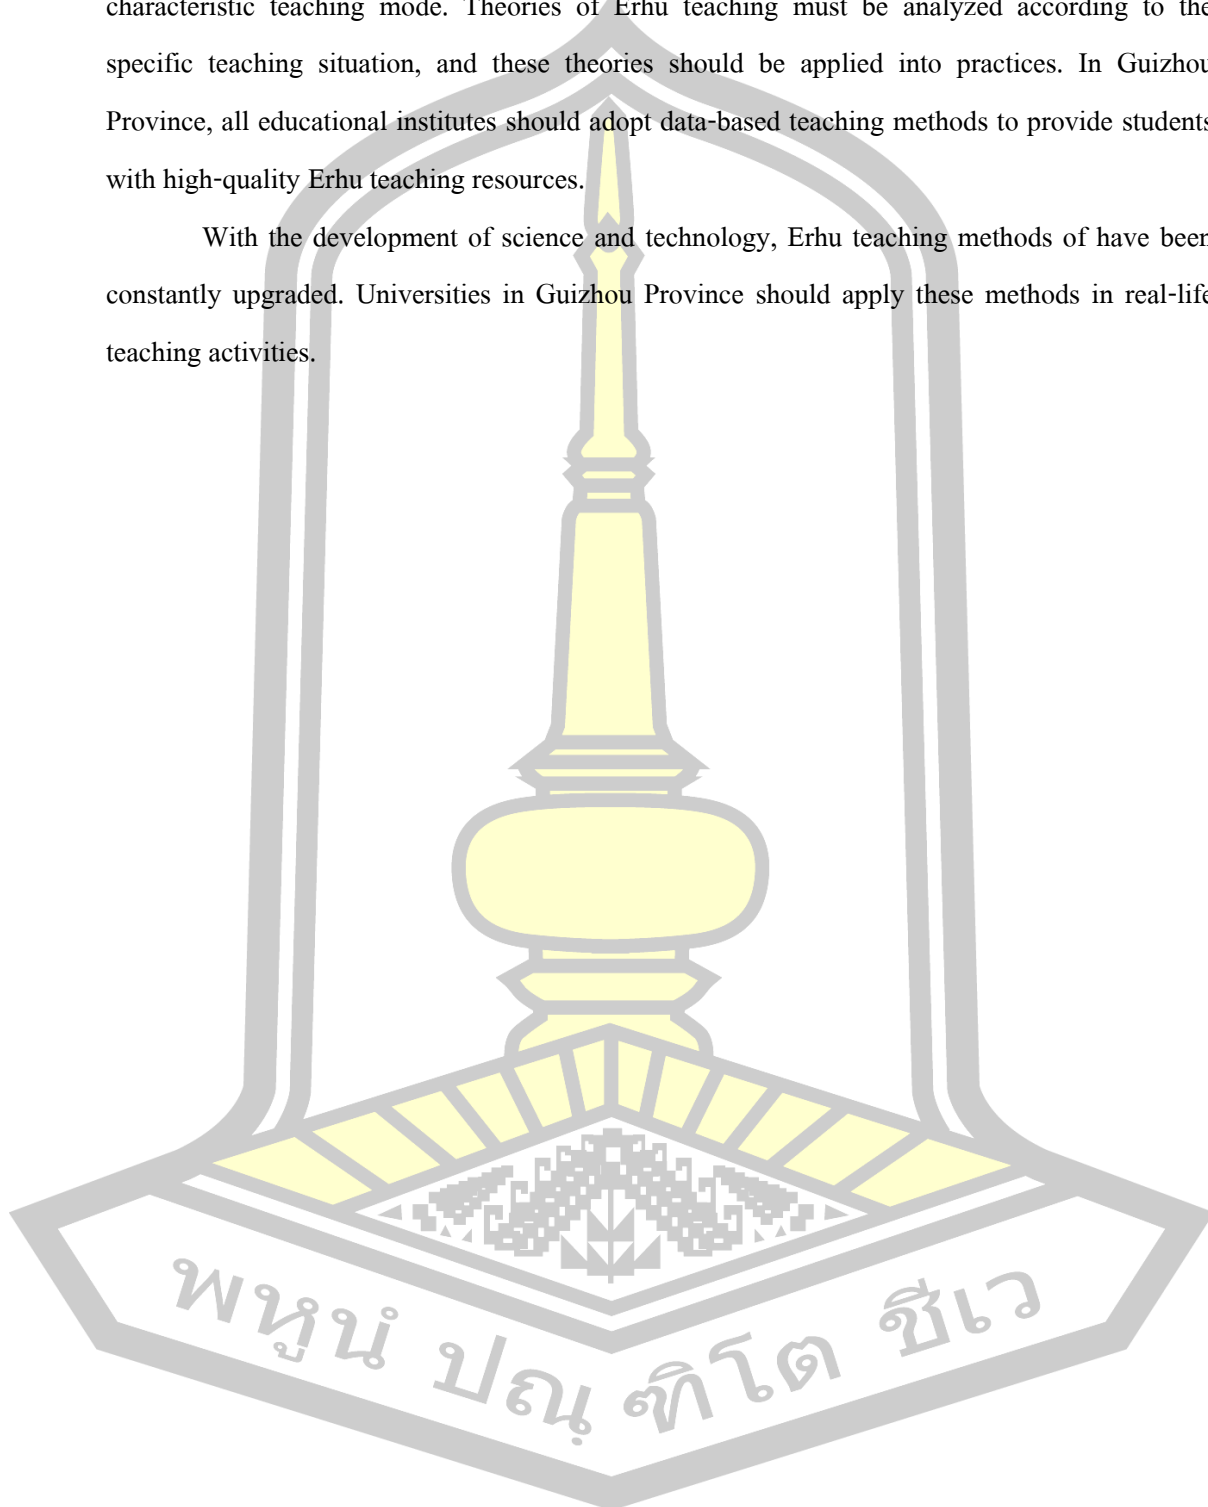 characteristic teaching mode. Theories of Erhu teaching must be analyzed according to the
specific teaching situation, and these theories should be applied into practices. In Guizhou
Province, all educational institutes should adopt data-based teaching methods to provide students
with high-quality Erhu teaching resources.
With the development of science and technology, Erhu teaching methods of have been
constantly upgraded. Universities in Guizhou Province should apply these methods in real-life
teaching activities.
พหูนํ ปณฺฑิโต ชีเว